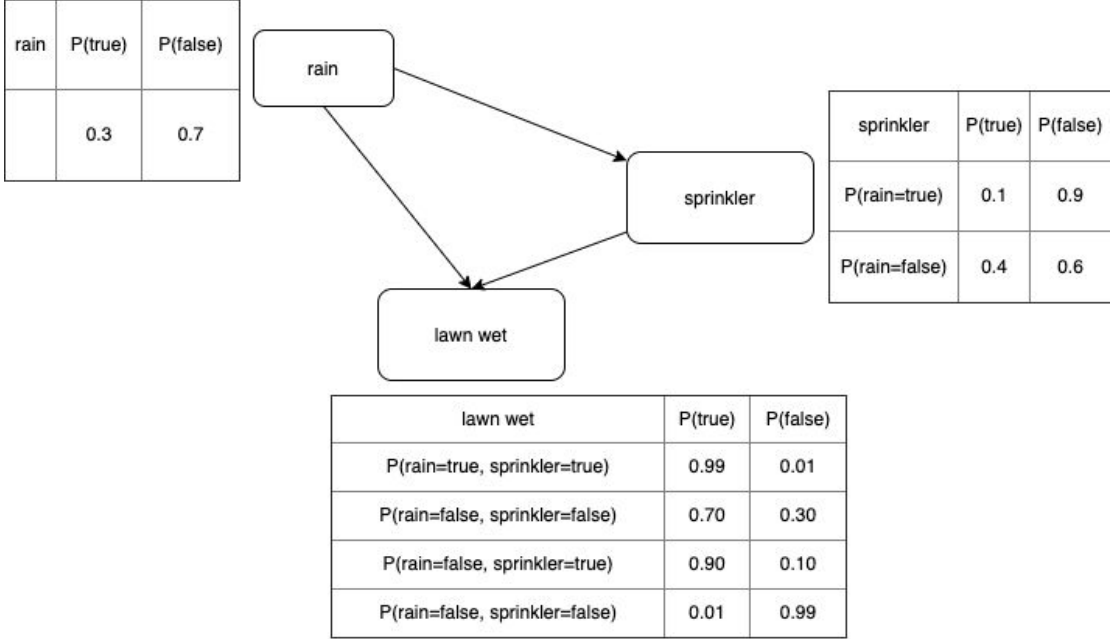 rain P(true) P(false)
0.3 0.7
rain
sprinkler
sprinkler P(true) P(false)
P(rain=true) 0.1 0.9
P(rain=false) 0.4 0.6
lawn wet
lawn wet P(true) P(false)
P(rain=true, sprinkler=true) 0.99 0.01
P(rain=false, sprinkler=false) 0.70 0.30
P(rain=false, sprinkler=true) 0.90 0.10
P(rain=false, sprinkler=false) 0.01 0.99